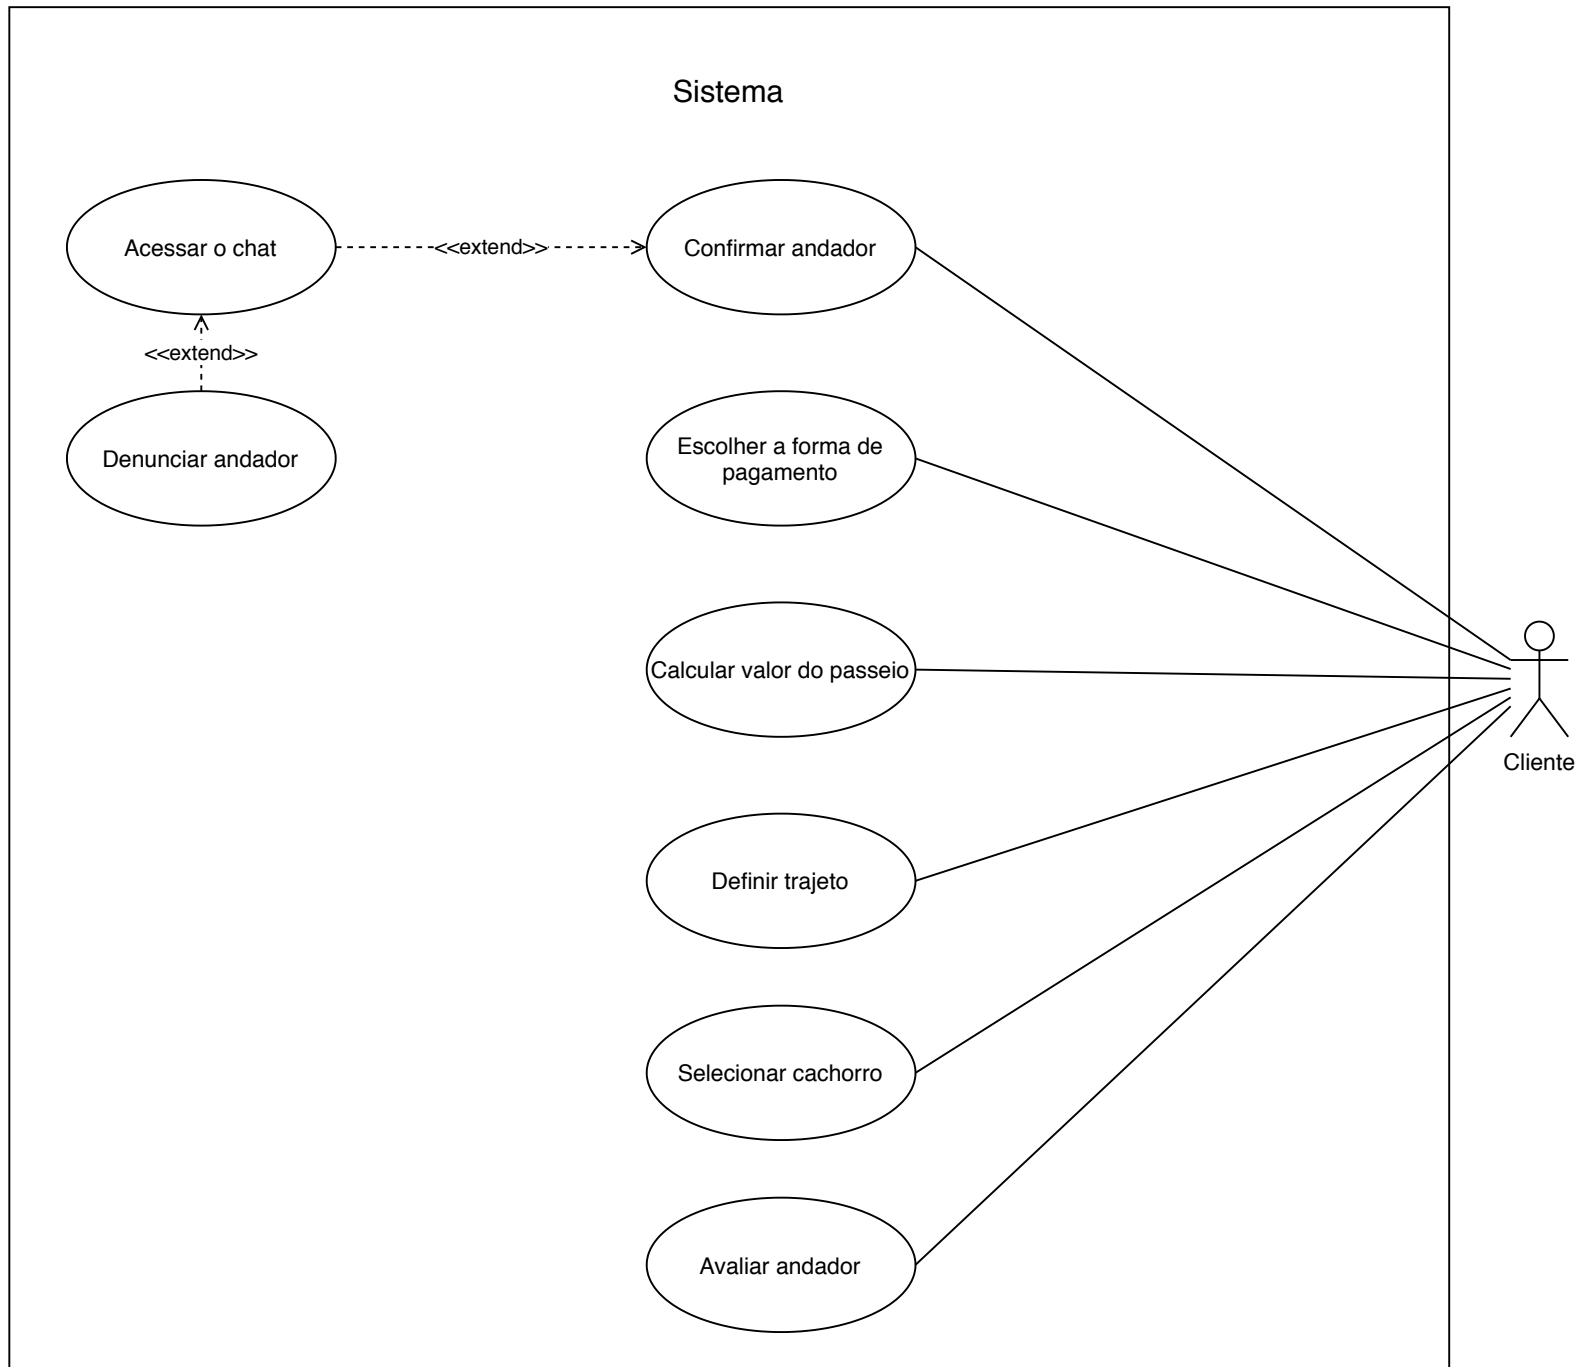 Sistema
Acessar o chat
<<extend>>
Confirmar andador
<<extend>>
Denunciar andador
Escolher a forma de
pagamento
Calcular valor do passeio
Cliente
Definir trajeto
Selecionar cachorro
Avaliar andador